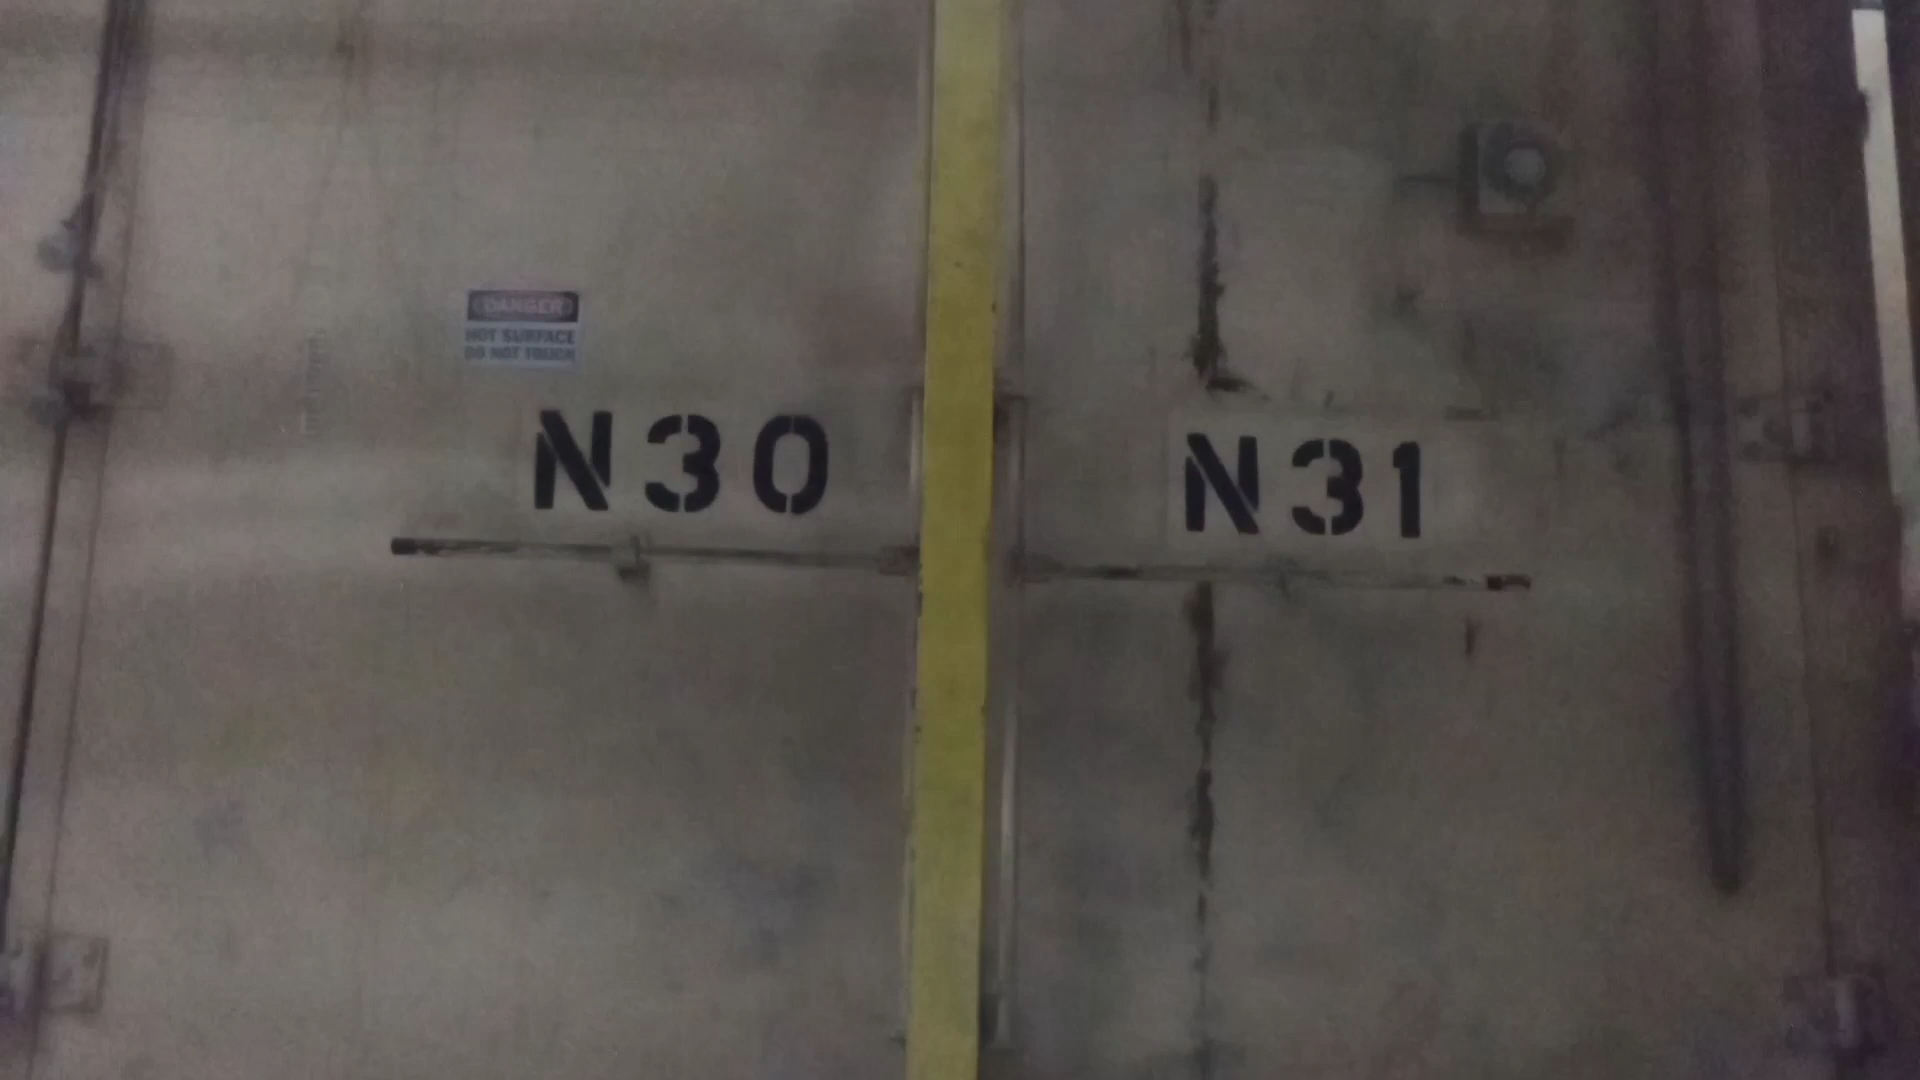 DANGER
HOT SURFACE
DO NOT TOUCH
N30
N31